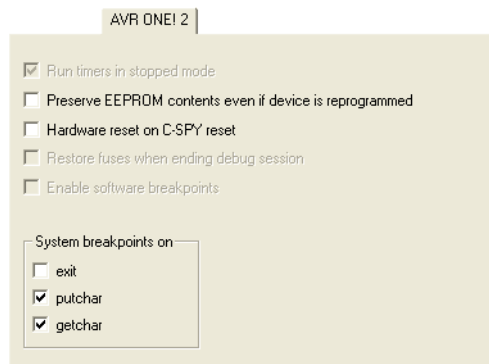 AVR ONE! 2
Run timers in stopped mode
Preserve EEPROM contents even if device is reprogrammed
Hardware reset on C-SPY reset
Restore fuses when ending debug session
Enable software breakpoints
System breakpoints on
exit
putchar
getchar